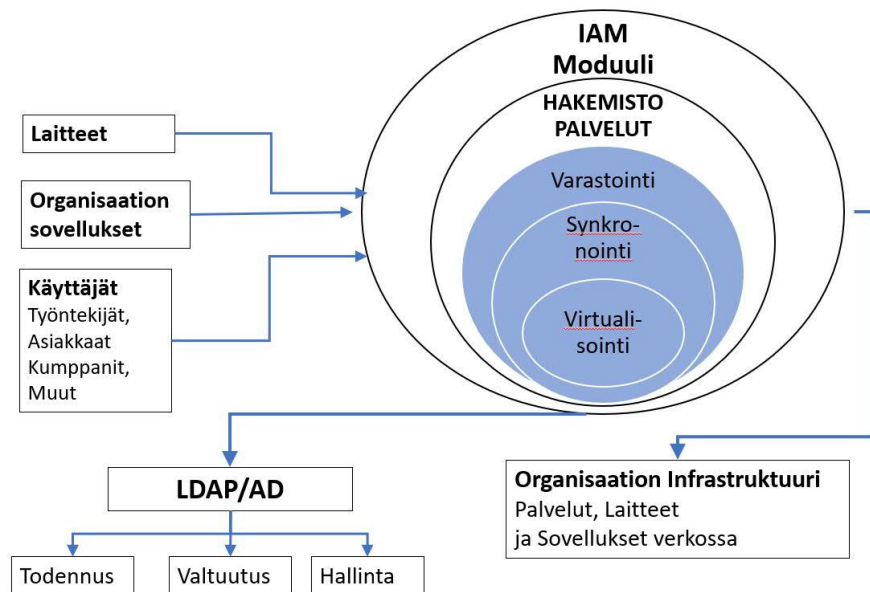 IAM
Moduuli
HAKEMISTO
PALVELUT
Varastointi
Synkro-
nointi
Virtuali-
sointi
Laitteet
Organisaation
sovellukset
Käyttäjät
Työntekijät,
Asiakkaat
Kumppanit,
Muut
LDAP/AD
Todennus
Valtuutus
Hallinta
Organisaation Infrastruktuuri
Palvelut, Laitteet
ja Sovellukset verkossa